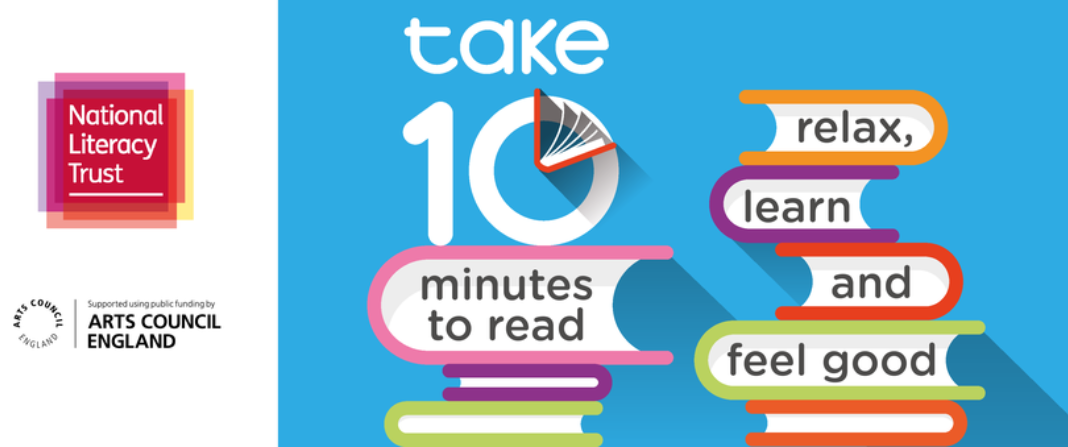 National
Literacy
Trust
ARTS COUNCIL
ENGLAND
Supported using public funding by
ARTS COUNCIL
ENGLAND
take
10
minutes
to read
relax,
learn
and
feel good